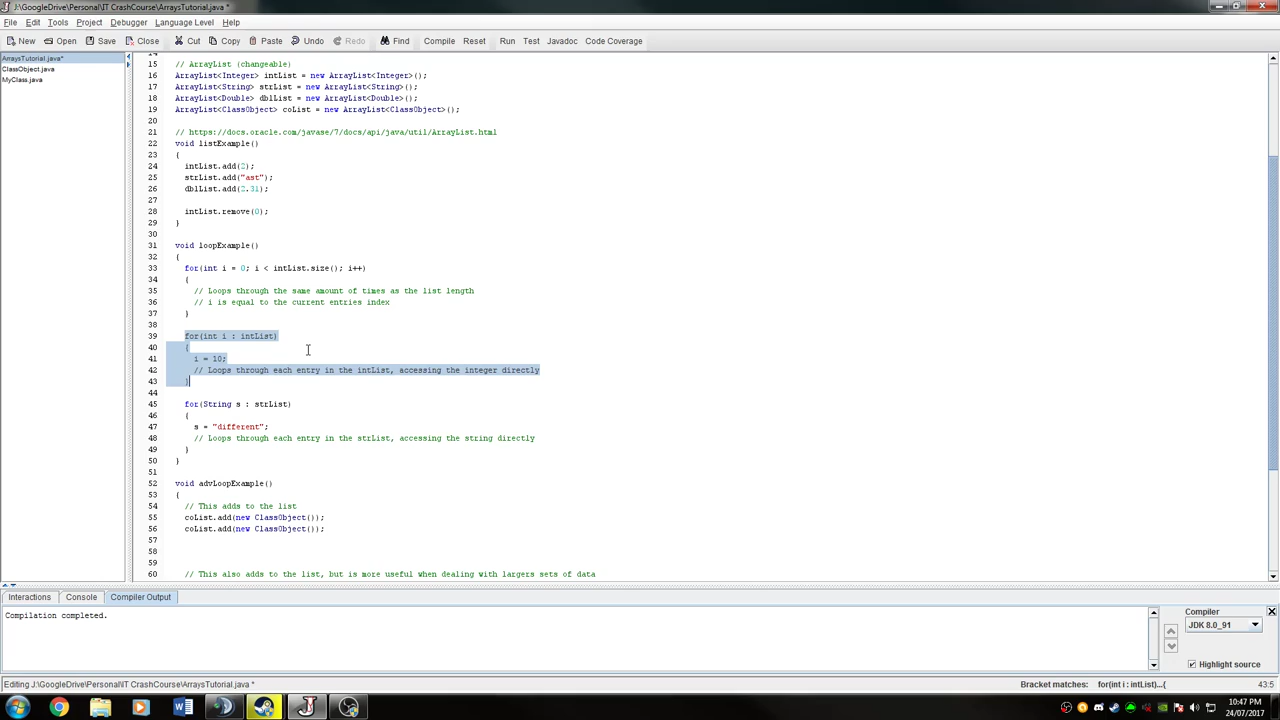 J:\GoogleDrive\Personal\IT CrashCourse\ArraysTutorial.java *
File Edit Tools Project Debugger Language Level Help
New Open Save Close Cut Copy Paste Undo Redo Find Compile Reset Run Test Javadoc Code Coverage
ArraysTutorial.java*
ClassObject.java
MyClass.java
14
15 // ArrayList (changeable)
16 ArrayList<Integer> intList = new ArrayList<Integer>();
17 ArrayList<String> strList = new ArrayList<String>();
18 ArrayList<Double> dblList = new ArrayList<Double>();
19 ArrayList<ClassObject> coList = new ArrayList<ClassObject>();
20
21 // https://docs.oracle.com/javase/7/docs/api/java/util/ArrayList.html
22 void listExample()
23 {
24 intList.add(2);
25 strList.add("ast");
26 dblList.add(2.31);
27
28 intList.remove(0);
29 }
30
31 void loopExample()
32 {
33 for(int i = 0; i < intList.size(); i++)
34 {
35 // Loops through the same amount of times as the list length
36 // i is equal to the current entries index
37 }
38
39 for(int i : intList)
40 {
41 i = 10;
42 // Loops through each entry in the intList, accessing the integer directly
43 }
44
45 for(String s : strList)
46 {
47 s = "different";
48 // Loops through each entry in the strList, accessing the string directly
49 }
50 }
51
52 void advLoopExample()
53 {
54 // This adds to the list
55 coList.add(new ClassObject());
56 coList.add(new ClassObject());
57
58
59
60 // This also adds to the list, but is more useful when dealing with largers sets of data
Interactions Console Compiler Output
Compilation completed.
Compiler
JDK 8.0_91
Highlight source
Editing J:\GoogleDrive\Personal\IT CrashCourse\ArraysTutorial.java * Bracket matches: for(int i : intList)...{ 43:5
10:47 PM
24/07/2017